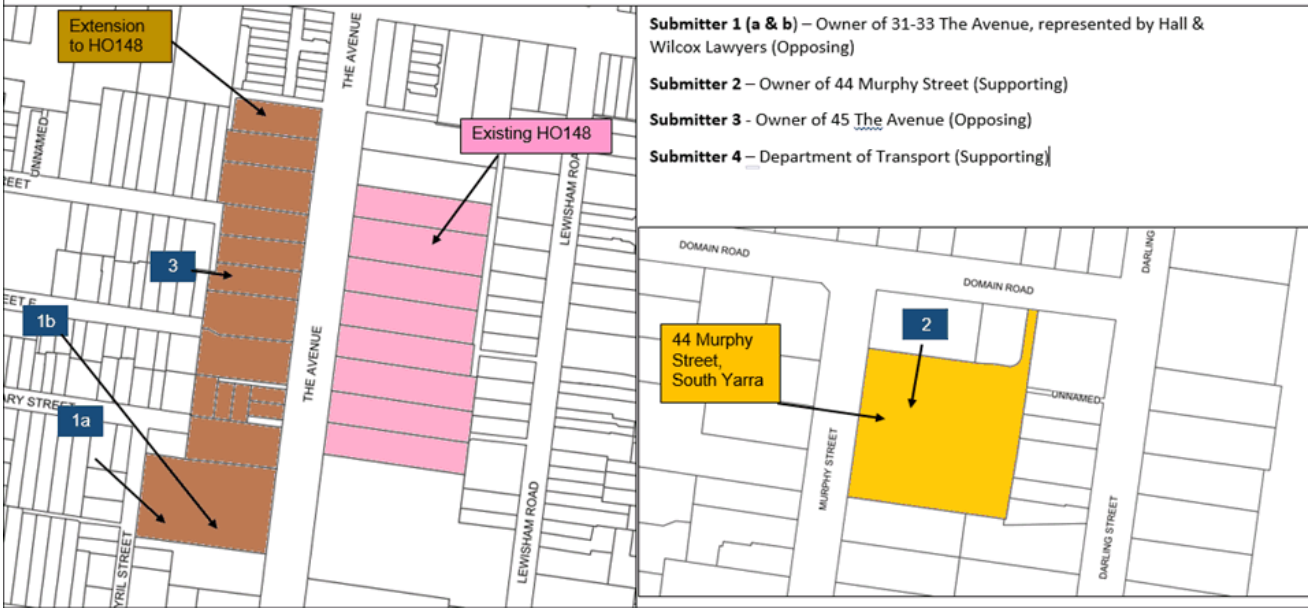 Extension
to HO148
THE AVENUE
UNNAMED
Existing HO148
LEWISHAM ROA
REET
3
EET E
1b
THE AVENUE
ARY STREET
1a
YRIL STREET
LEWISHAM ROAD
Submitter 1 (a & b) – Owner of 31-33 The Avenue, represented by Hall &
Wilcox Lawyers (Opposing)
Submitter 2 – Owner of 44 Murphy Street (Supporting)
Submitter 3 - Owner of 45 The Avenue (Opposing)
Submitter 4 – Department of Transport (Supporting)
DOMAIN ROAD
DOMAIN ROAD
DARLING
2
44 Murphy
Street,
South Yarra
UNNAMED
MURPHY STREET
DARLING STREET